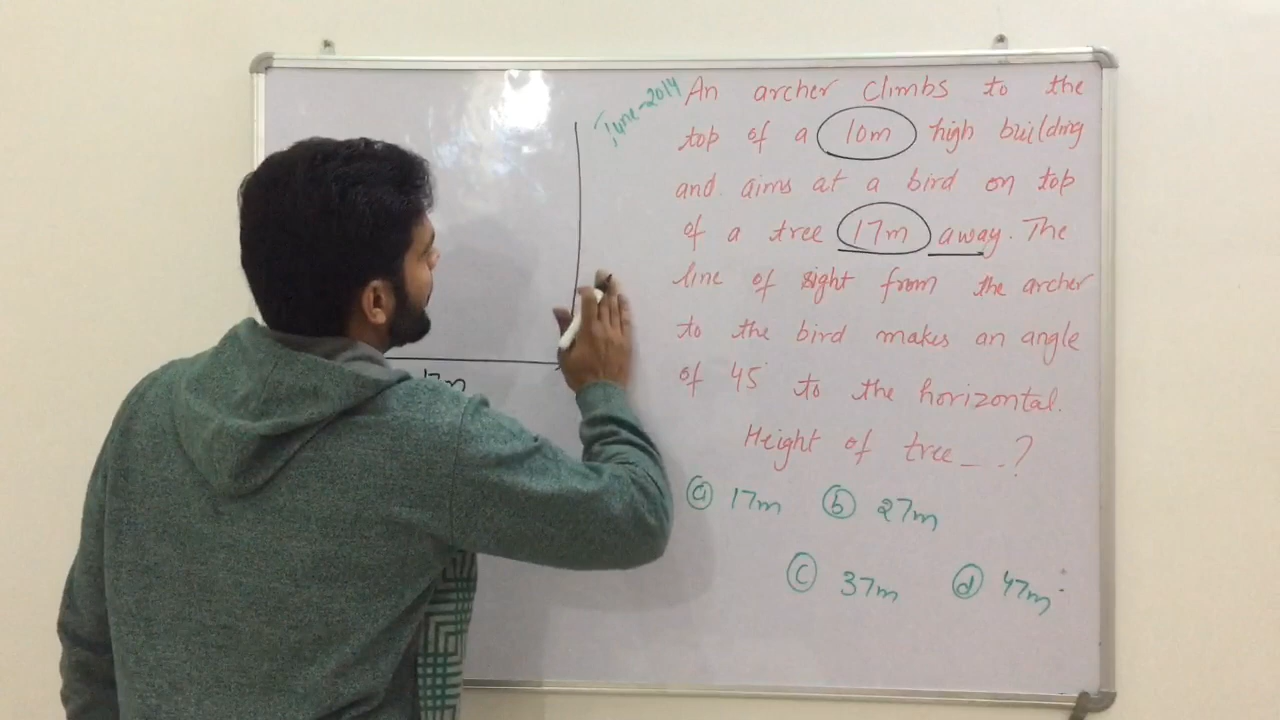 June-2014
An archer climbs to the
top of a 10m high building
and aims at a bird on top
of a tree 17m away. The
line of sight from the archer
to the bird makes an angle
of 45° to the horizontal.
Height of tree --- ?
ⓐ 17m ⓑ 27m
ⓒ 37m ⓓ 47m
17m